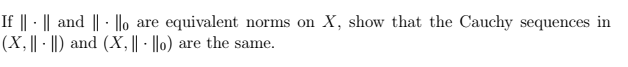 If ‖ · ‖ and ‖ · ‖₀ are equivalent norms on X, show that the Cauchy sequences in
(X, ‖ · ‖) and (X, ‖ · ‖₀) are the same.